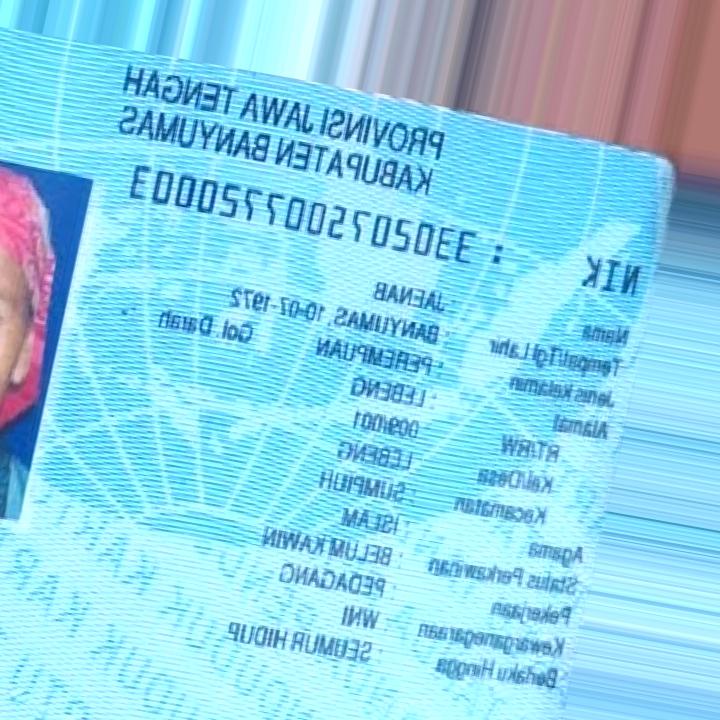 PROVINSI JAWA TENGAH
KABUPATEN BANYUMAS
NIK : 3302075007720003
Nama : JAENAB
Tempat/Tgl Lahir : BANYUMAS, 10-07-1972
Jenis Kelamin : PEREMPUAN Gol. Darah : -
Alamat : LEBENG
RT/RW : 009/001
Kel/Desa : LEBENG
Kecamatan : SUMPIUH
Agama : ISLAM
Status Perkawinan : BELUM KAWIN
Pekerjaan : PEDAGANG
Kewarganegaraan : WNI
Berlaku Hingga : SEUMUR HIDUP